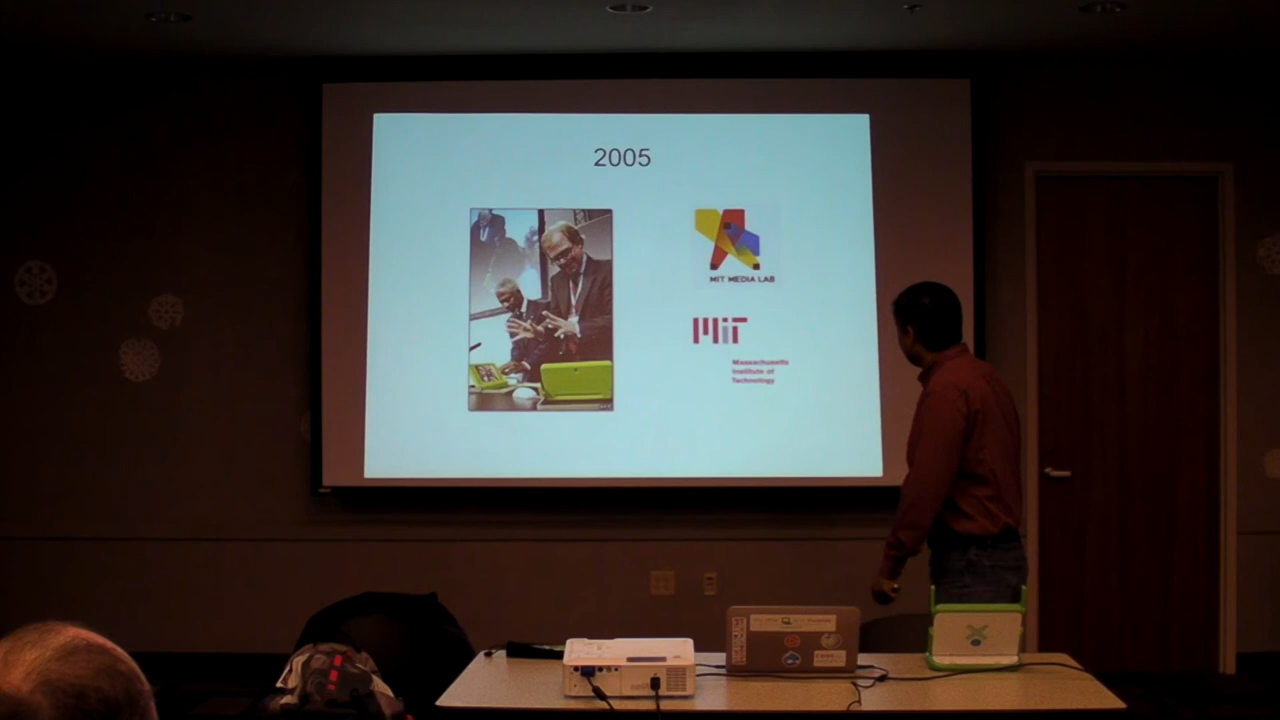 2005
MIT MEDIA LAB
MiT
Massachusetts
Institute of
Technology